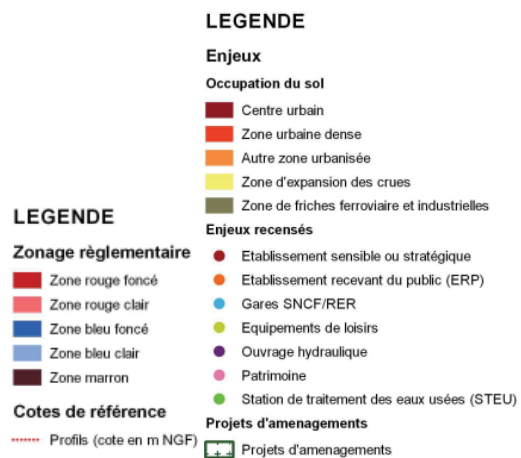 LEGENDE
Zonage règlementaire
Zone rouge foncé
Zone rouge clair
Zone bleu foncé
Zone bleu clair
Zone marron
Cotes de référence
Profils (cote en m NGF)
LEGENDE
Enjeux
Occupation du sol
Centre urbain
Zone urbaine dense
Autre zone urbanisée
Zone d'expansion des crues
Zone de friches ferroviaire et industrielles
Enjeux recensés
Etablissement sensible ou stratégique
Etablissement recevant du public (ERP)
Gares SNCF/RER
Equipements de loisirs
Ouvrage hydraulique
Patrimoine
Station de traitement des eaux usées (STEU)
Projets d'amenagements
Projets d'amenagements